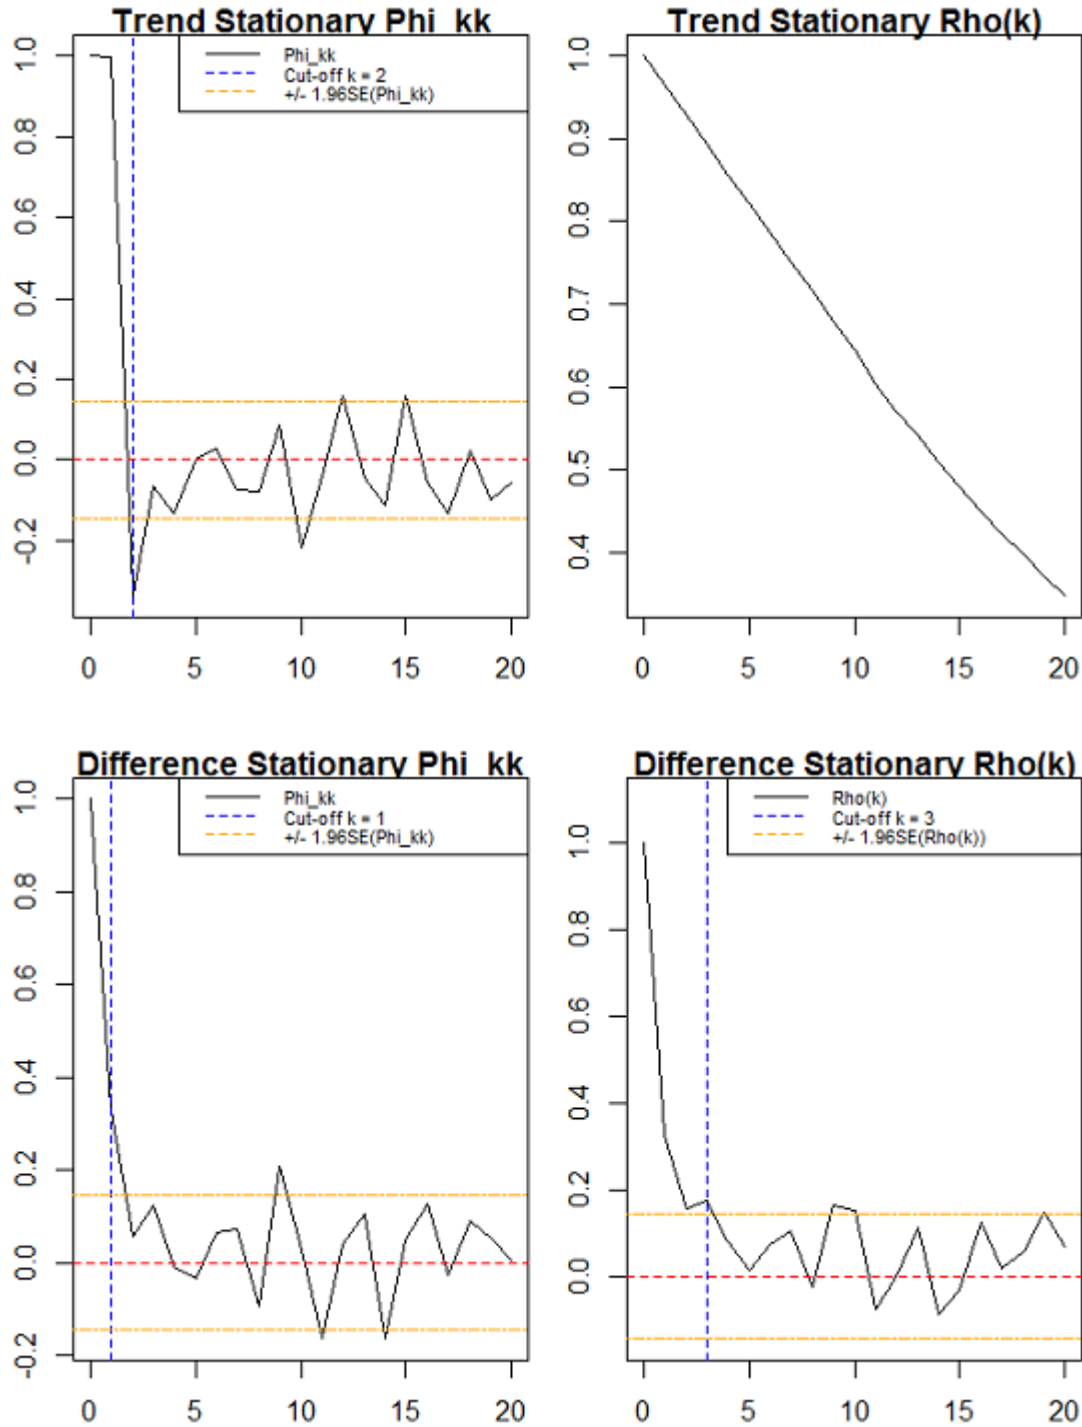 Trend Stationary Phi_kk
Phi_kk
Cut-off k = 2
+/- 1.96SE(Phi_kk)
1.0
0.8
0.6
0.4
0.2
0.0
-0.2
0 5 10 15 20
Trend Stationary Rho(k)
1.0
0.9
0.8
0.7
0.6
0.5
0.4
0 5 10 15 20
Difference Stationary Phi_kk
Phi_kk
Cut-off k = 1
+/- 1.96SE(Phi_kk)
1.0
0.8
0.6
0.4
0.2
0.0
-0.2
0 5 10 15 20
Difference Stationary Rho(k)
Rho(k)
Cut-off k = 3
+/- 1.96SE(Rho(k))
1.0
0.8
0.6
0.4
0.2
0.0
0 5 10 15 20